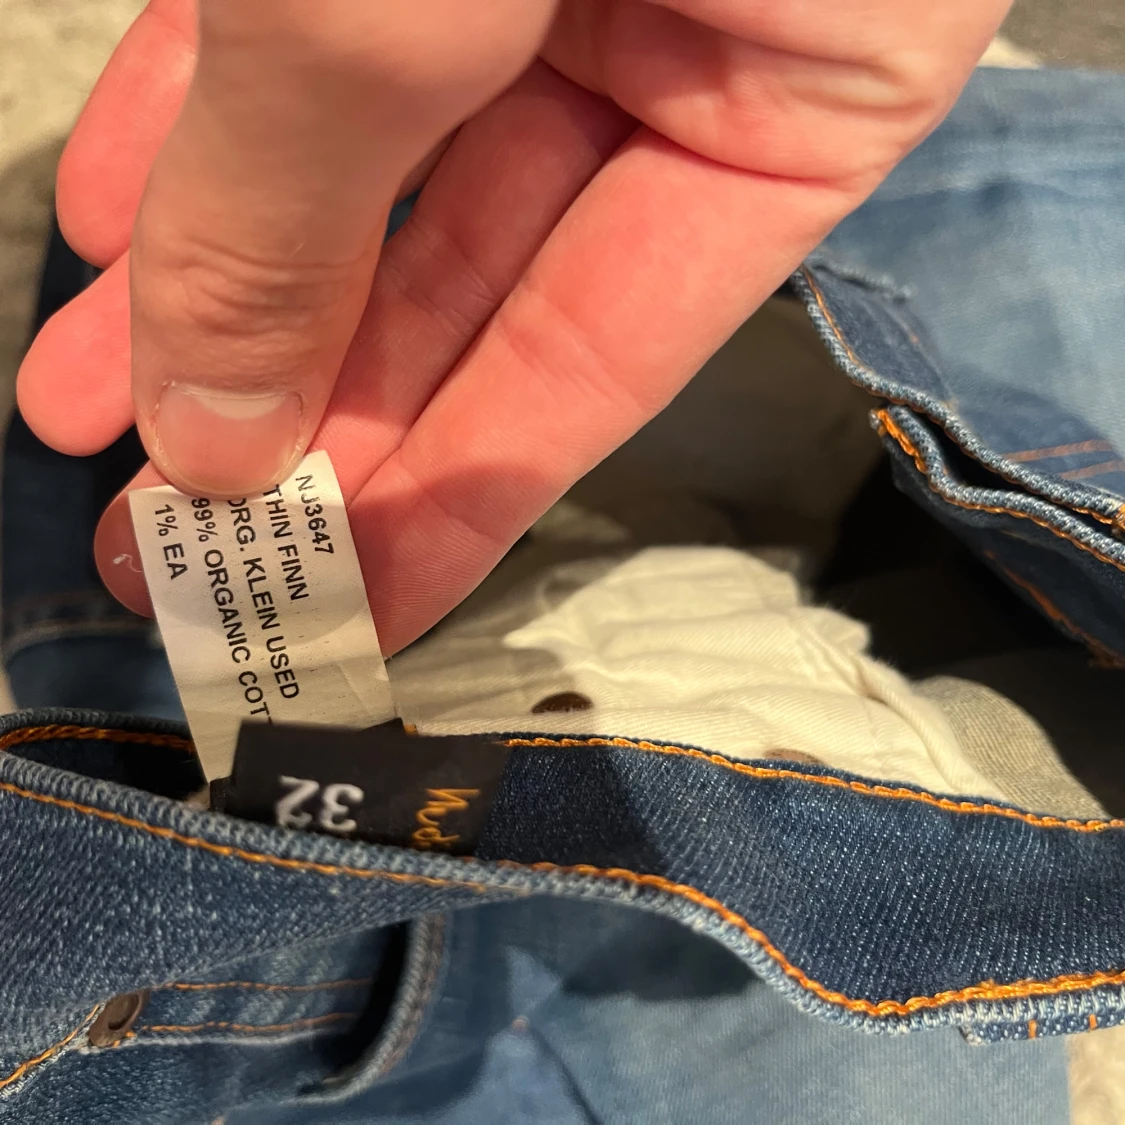 NJ3647
THIN FINN
ORG. KLEIN USED
99% ORGANIC COT
1% EA
32